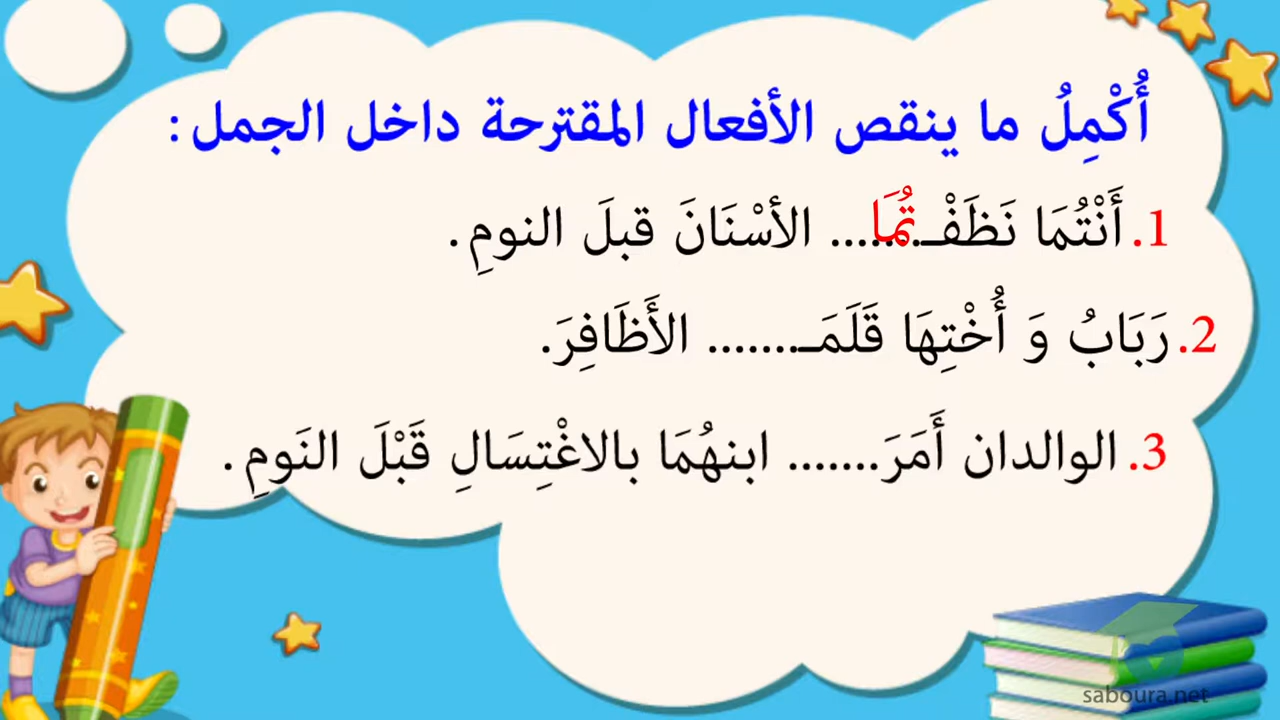 أُكْمِلُ ما ينقص الأفعال المقترحة داخل الجمل :
1. أَنْتُمَا نَظَفْـتُمَا....... الأسْنَانَ قبلَ النومِ.
2. رَبَابُ وَ أُخْتِهَا قَلَمَـ....... الأَظَافِرَ.
3. الوالدان أَمَرَ....... ابنهُمَا بالاغْتِسَالِ قَبْلَ النَومِ.
saboura.net